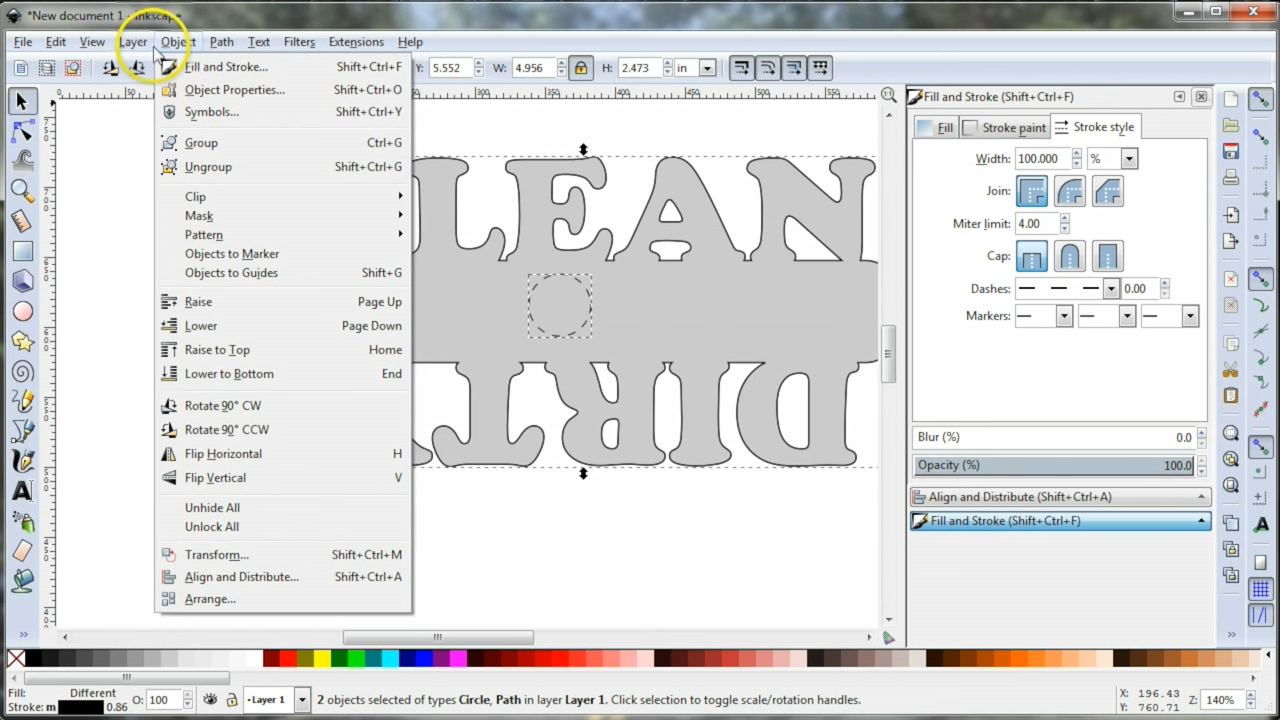 *New document 1 - Inkscape
File Edit View Layer Object Path Text Filters Extensions Help
Y: 5.552 W: 4.956 H: 2.473 in
Fill and Stroke... Shift+Ctrl+F
Object Properties... Shift+Ctrl+O
Symbols... Shift+Ctrl+Y
Group Ctrl+G
Ungroup Shift+Ctrl+G
Clip
Mask
Pattern
Objects to Marker
Objects to Guides Shift+G
Raise Page Up
Lower Page Down
Raise to Top Home
Lower to Bottom End
Rotate 90° CW
Rotate 90° CCW
Flip Horizontal H
Flip Vertical V
Unhide All
Unlock All
Transform... Shift+Ctrl+M
Align and Distribute... Shift+Ctrl+A
Arrange...
LEAN
DIRT
Fill and Stroke (Shift+Ctrl+F)
Fill Stroke paint Stroke style
Width: 100.000 %
Join:
Miter limit: 4.00
Cap:
Dashes: 0.00
Markers:
Blur (%) 0.0
Opacity (%) 100.0
Align and Distribute (Shift+Ctrl+A)
Fill and Stroke (Shift+Ctrl+F)
Fill: Different
Stroke: m 0.86
O: 100
Layer 1
2 objects selected of types Circle, Path in layer Layer 1. Click selection to toggle scale/rotation handles.
X: 196.43
Y: 760.71
Z: 140%